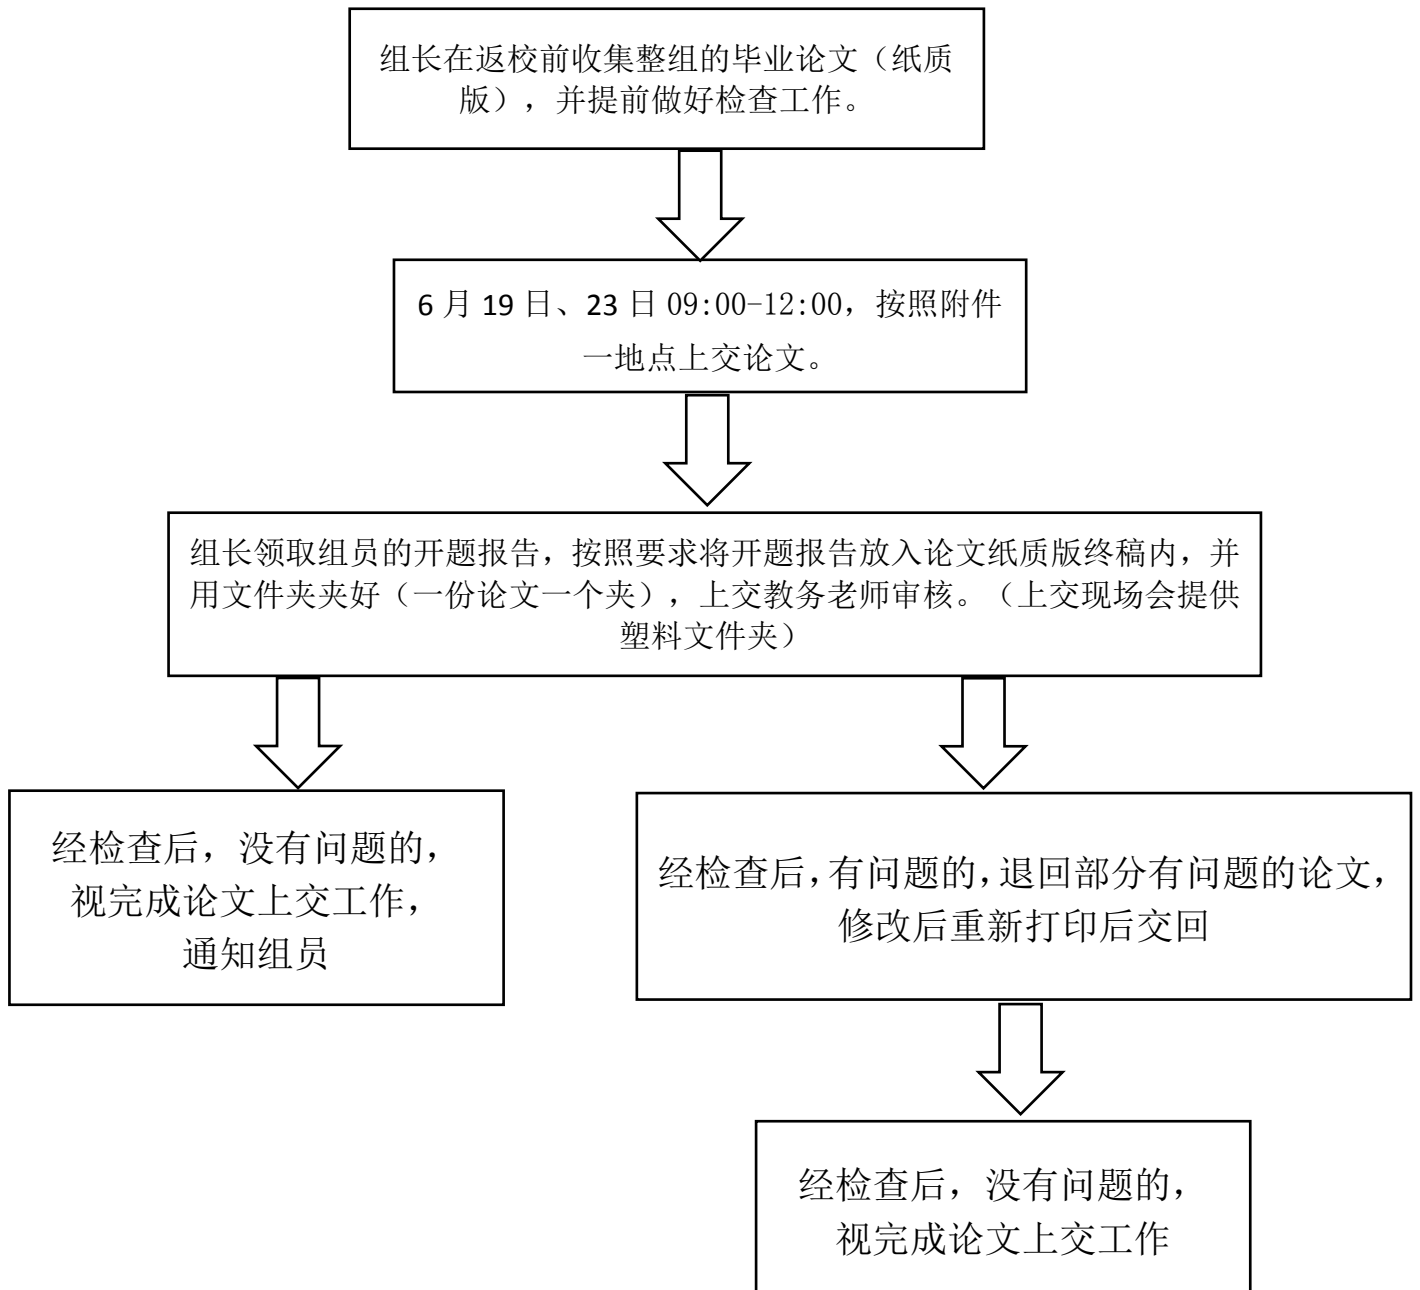 组长在返校前收集整组的毕业论文（纸质
版），并提前做好检查工作。
6 月 19 日、23 日 09:00-12:00，按照附件
一地点上交论文。
组长领取组员的开题报告，按照要求将开题报告放入论文纸质版终稿内，并
用文件夹夹好（一份论文一个夹），上交教务老师审核。（上交现场会提供
塑料文件夹）
经检查后，没有问题的，
视完成论文上交工作，
通知组员
经检查后，有问题的，退回部分有问题的论文，
修改后重新打印后交回
经检查后，没有问题的，
视完成论文上交工作